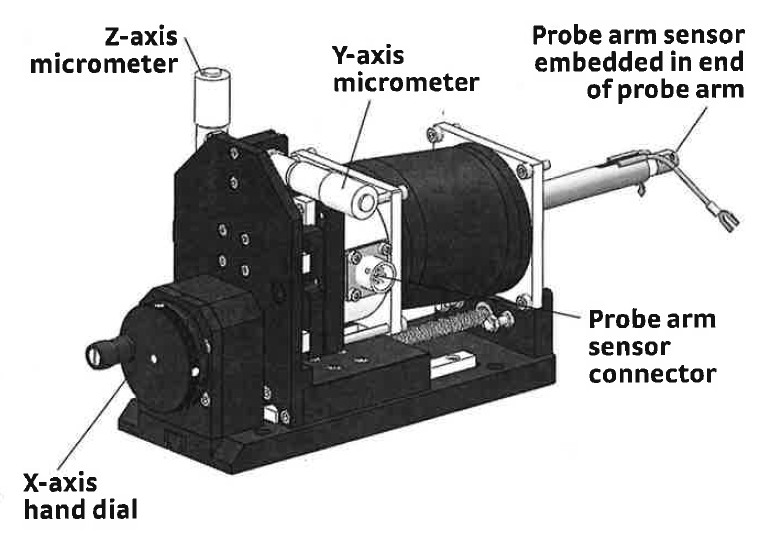 Z-axis
micrometer
Y-axis
micrometer
Probe arm sensor
embedded in end
of probe arm
Probe arm
sensor
connector
X-axis
hand dial